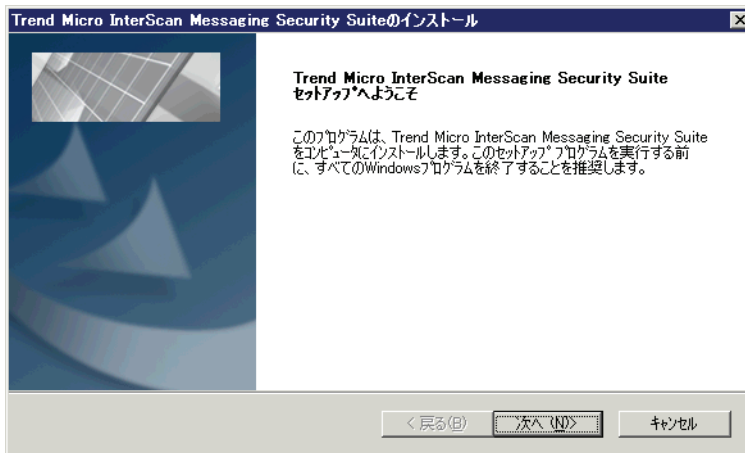 Trend Micro InterScan Messaging Security Suiteのインストール
Trend Micro InterScan Messaging Security Suite
ｾｯﾄｱｯﾌﾟへようこそ
このﾌﾟﾛｸﾞﾗﾑは、Trend Micro InterScan Messaging Security Suite
をｺﾝﾋﾟｭｰﾀにｲﾝｽﾄｰﾙします。このｾｯﾄｱｯﾌﾟ ﾌﾟﾛｸﾞﾗﾑを実行する前
に、すべてのWindowsﾌﾟﾛｸﾞﾗﾑを終了することを推奨します。
< 戻る(B)
次へ (N)>
ｷｬﾝｾﾙ